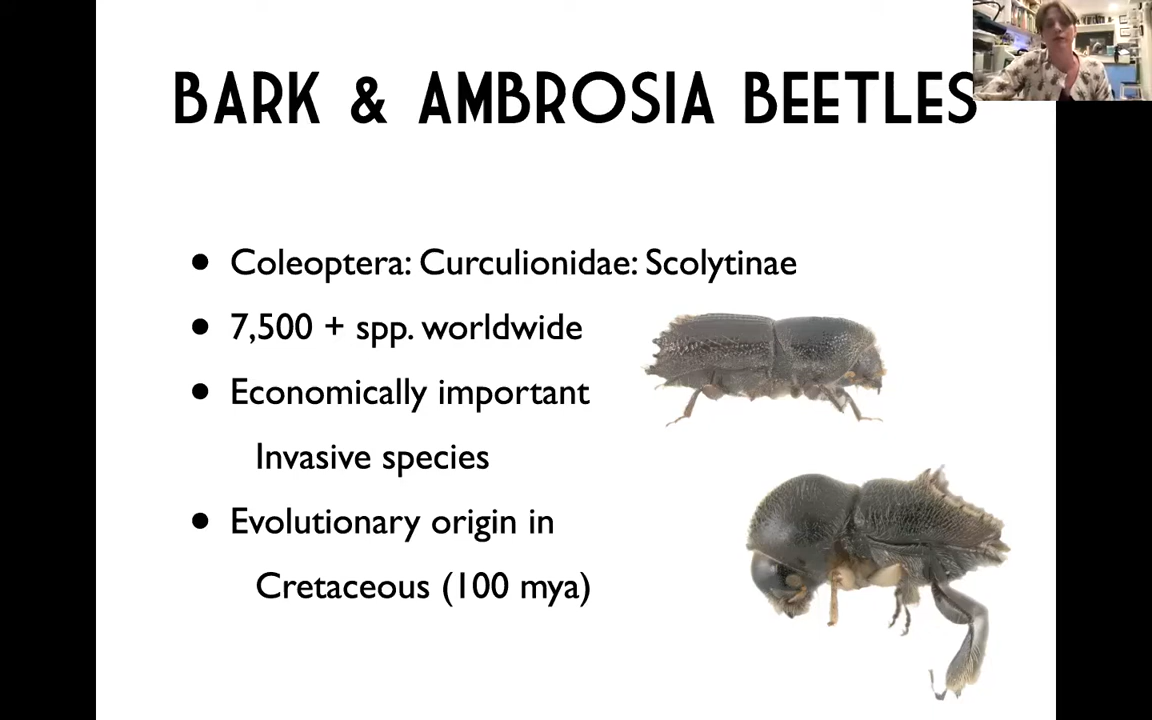 BARK & AMBROSIA BEETLES
• Coleoptera: Curculionidae: Scolytinae
• 7,500 + spp. worldwide
• Economically important
Invasive species
• Evolutionary origin in
Cretaceous (100 mya)